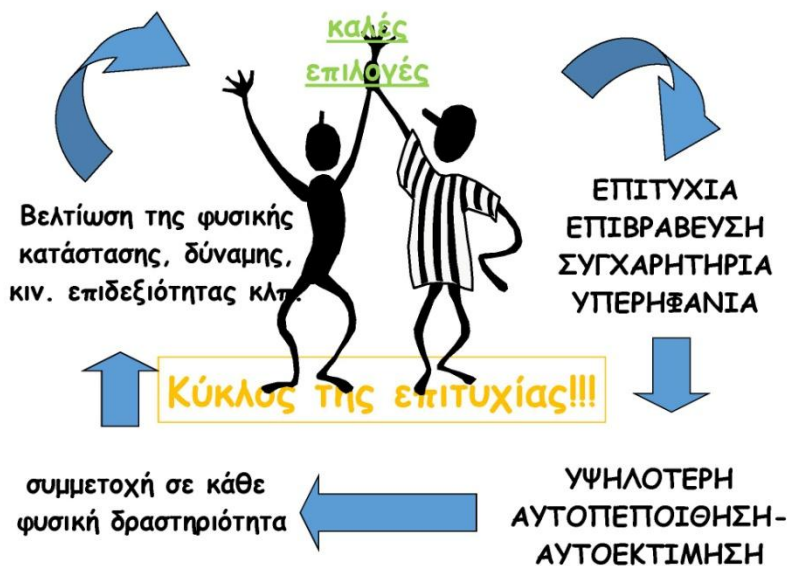 καλές
επιλογές
ΕΠΙΤΥΧΙΑ
ΕΠΙΒΡΑΒΕΥΣΗ
ΣΥΓΧΑΡΗΤΗΡΙΑ
ΥΠΕΡΗΦΑΝΙΑ
ΥΨΗΛΟΤΕΡΗ
ΑΥΤΟΠΕΠΟΙΘΗΣΗ-
ΑΥΤΟΕΚΤΙΜΗΣΗ
συμμετοχή σε κάθε
φυσική δραστηριότητα
Βελτίωση της φυσικής
κατάστασης, δύναμης,
κιν. επιδεξιότητας κλπ.
Κύκλος της επιτυχίας!!!